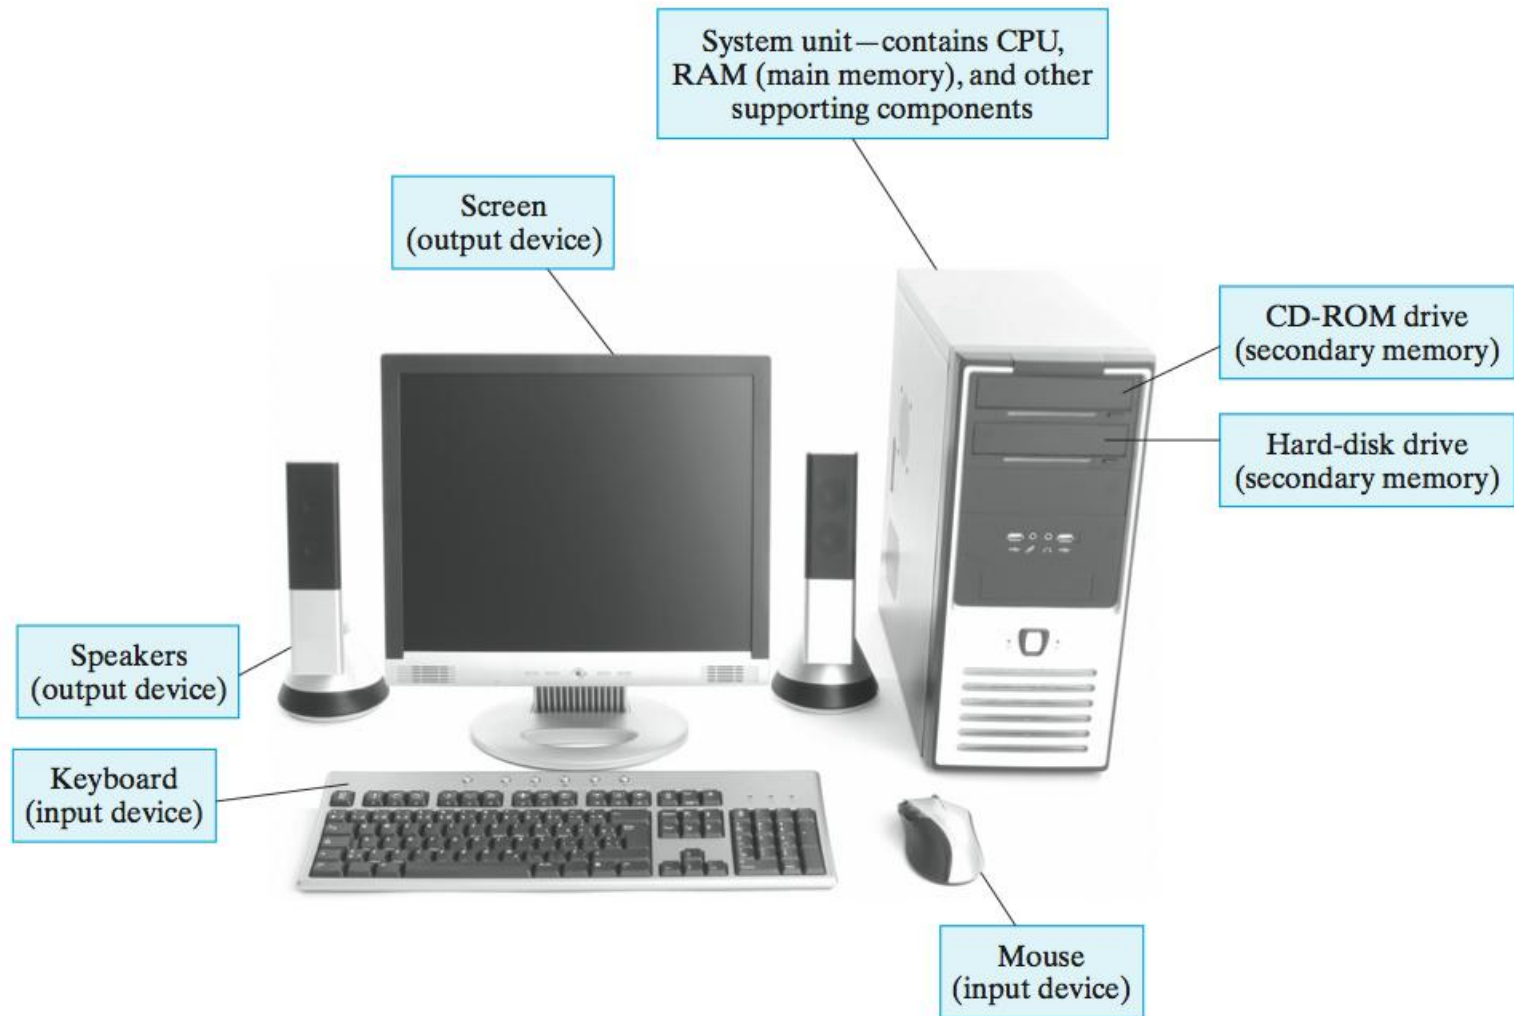 System unit—contains CPU,
RAM (main memory), and other
supporting components
Screen
(output device)
CD-ROM drive
(secondary memory)
Hard-disk drive
(secondary memory)
Speakers
(output device)
Keyboard
(input device)
Mouse
(input device)